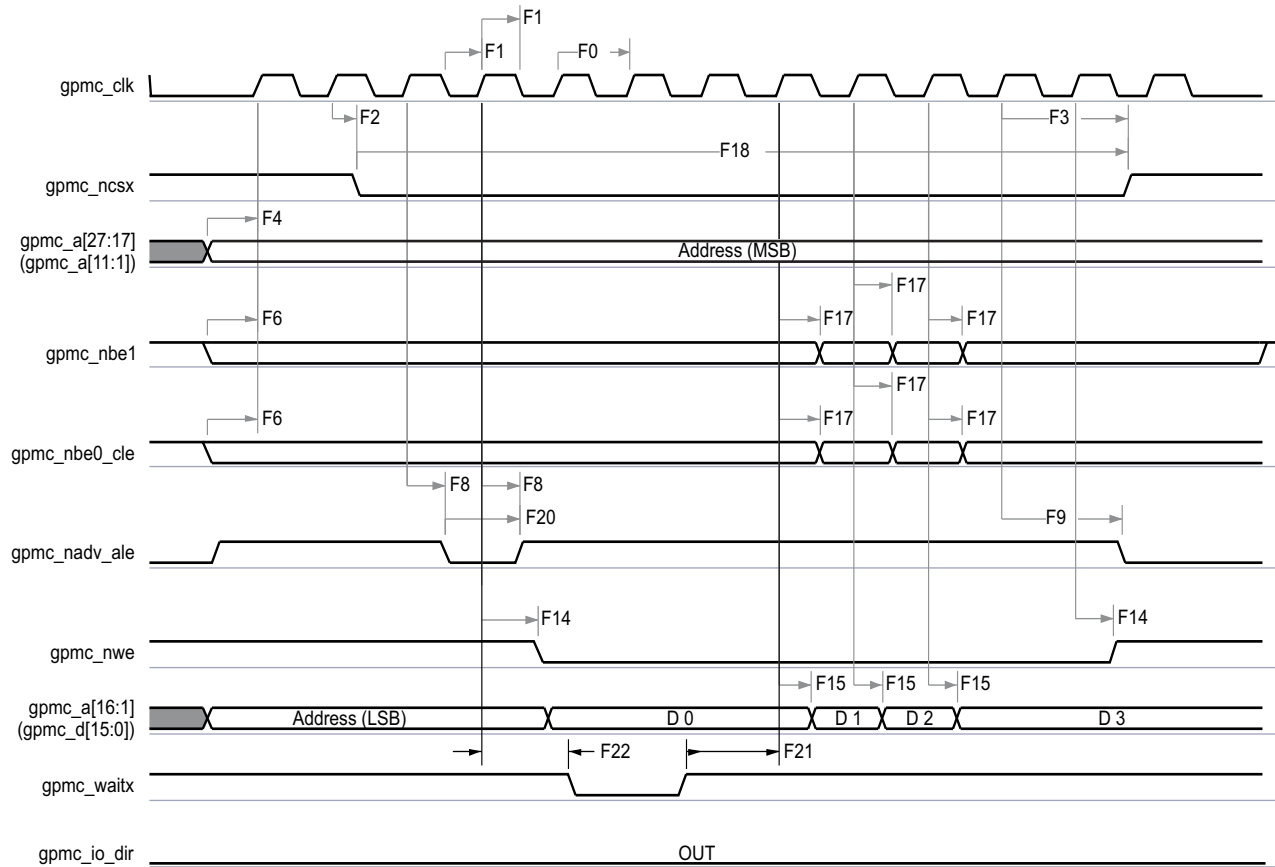 F1
F1 F0
gpmc_clk
F2 F3
F18
gpmc_ncsx
F4
gpmc_a[27:17]
(gpmc_a[11:1])
Address (MSB)
F17
F6 F17 F17
gpmc_nbe1
F17
F6 F17 F17
gpmc_nbe0_cle
F8 F8
F20 F9
gpmc_nadv_ale
F14 F14
gpmc_nwe
F15 F15 F15
gpmc_a[16:1]
(gpmc_d[15:0])
Address (LSB) D 0 D 1 D 2 D 3
F22 F21
gpmc_waitx
gpmc_io_dir OUT